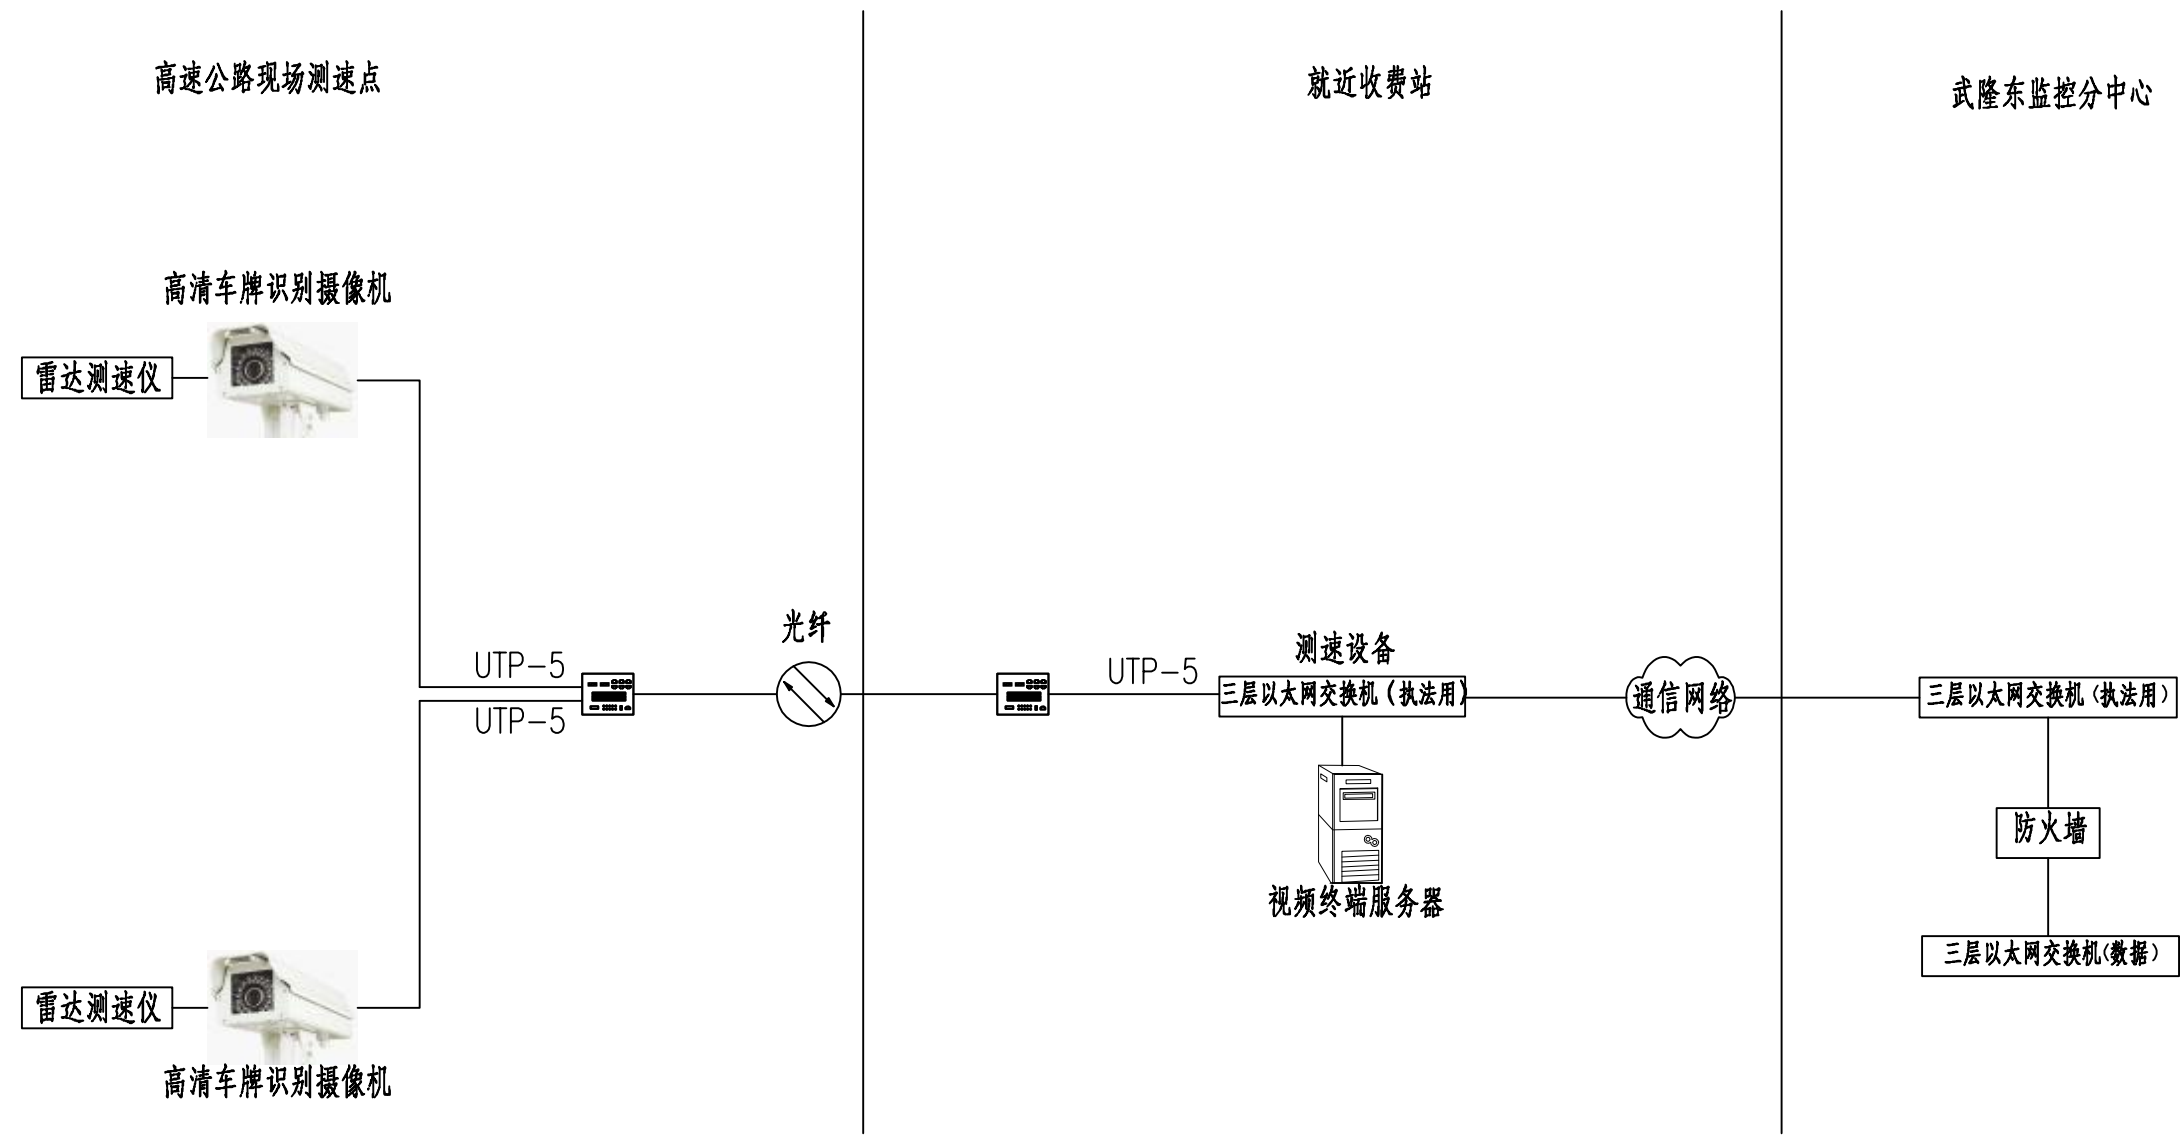 高速公路现场测速点
就近收费站
武隆东监控分中心
高清车牌识别摄像机
雷达测速仪
光纤
UTP-5
UTP-5
UTP-5
测速设备
三层以太网交换机（执法用）
通信网络
三层以太网交换机（执法用）
防火墙
视频终端服务器
三层以太网交换机(数据)
雷达测速仪
高清车牌识别摄像机